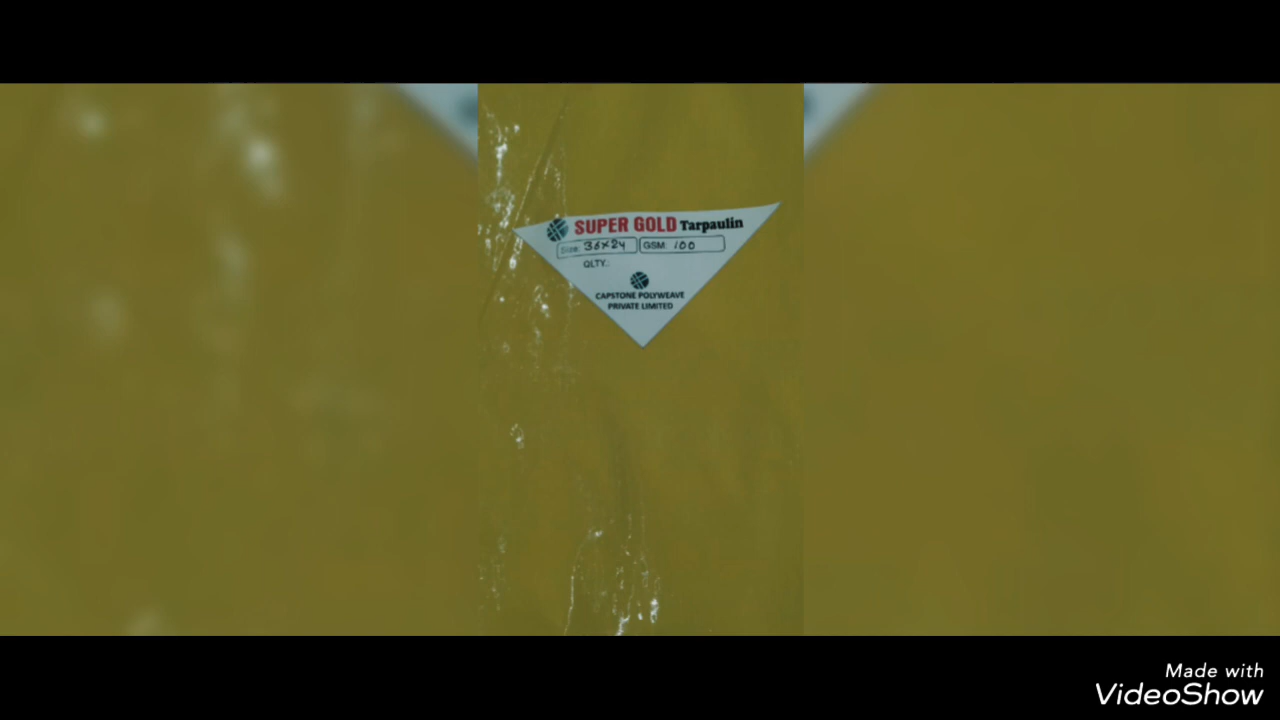 SUPER GOLD Tarpaulin
Size: 36x24 GSM: 100
QLTY.:
CAPSTONE POLYWEAVE
PRIVATE LIMITED
Made with
VideoShow